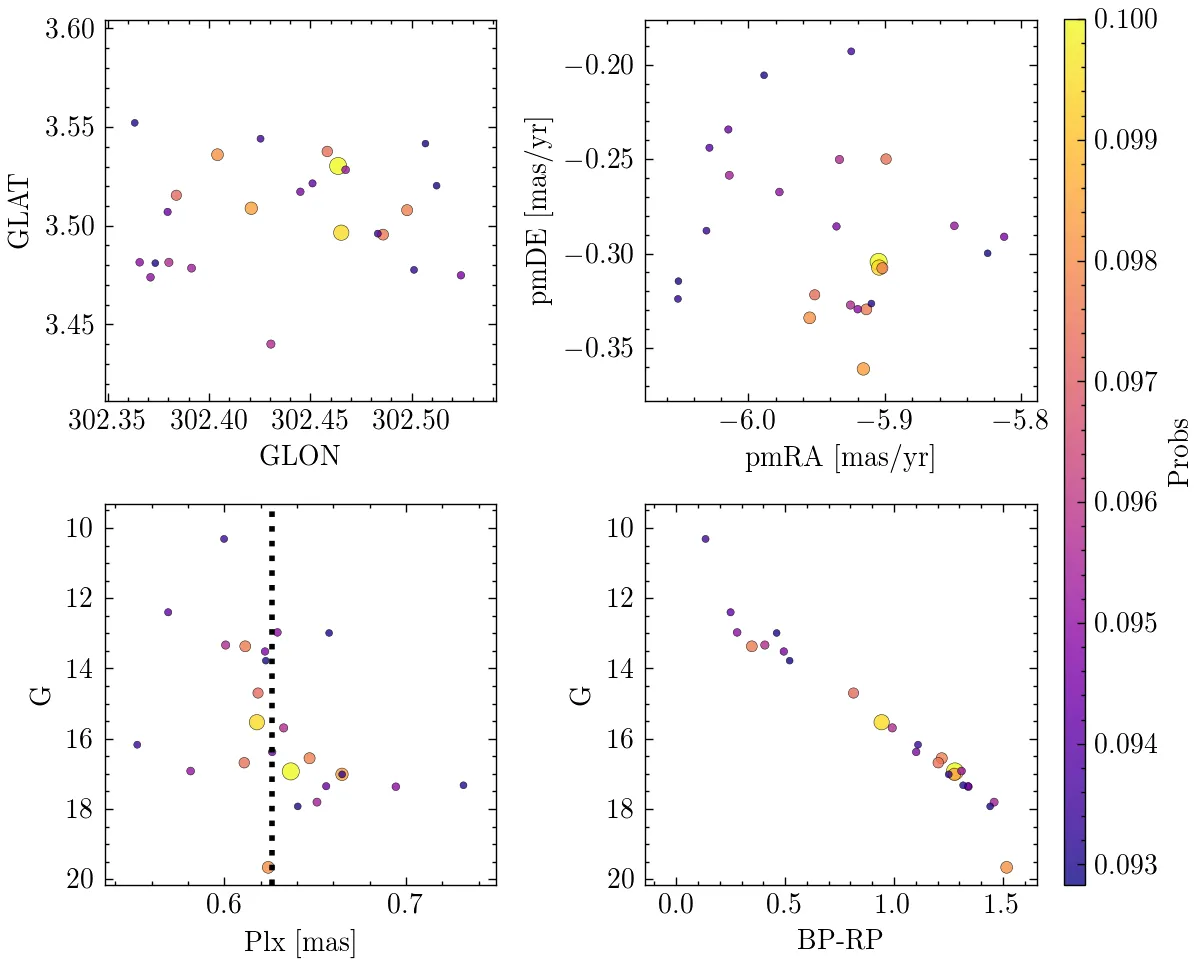 3.60
3.55
3.50
3.45
GLAT
302.35 302.40 302.45 302.50
GLON
−0.20
−0.25
−0.30
−0.35
pmDE [mas/yr]
−6.0 −5.9 −5.8
pmRA [mas/yr]
10
12
14
16
18
20
G
0.6 0.7
Plx [mas]
10
12
14
16
18
20
G
0.0 0.5 1.0 1.5
BP-RP
0.100
0.099
0.098
0.097
0.096
0.095
0.094
0.093
Probs